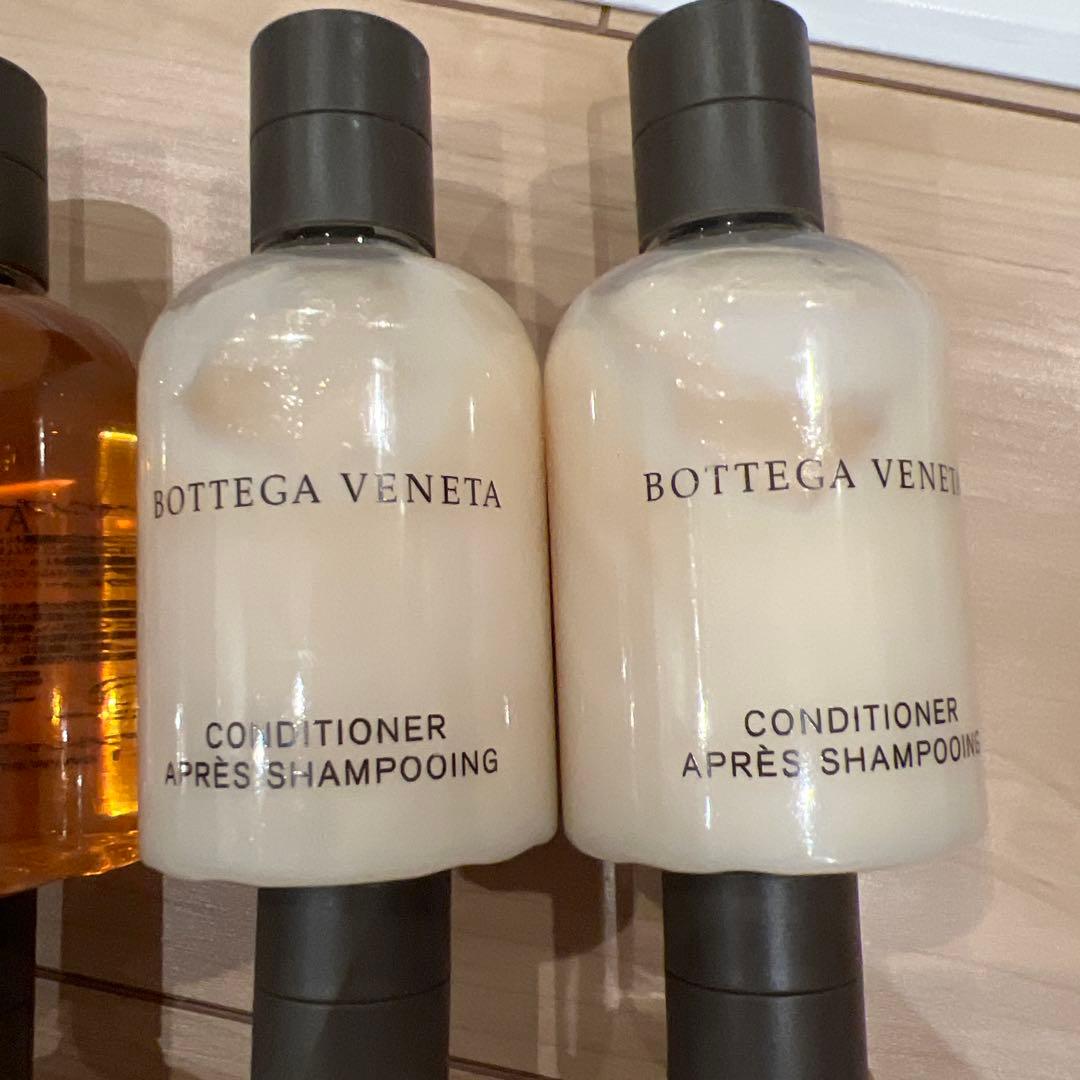 BOTTEGA VENETA
CONDITIONER
APRÈS SHAMPOOING
BOTTEGA VENETA
CONDITIONER
APRÈS SHAMPOOING